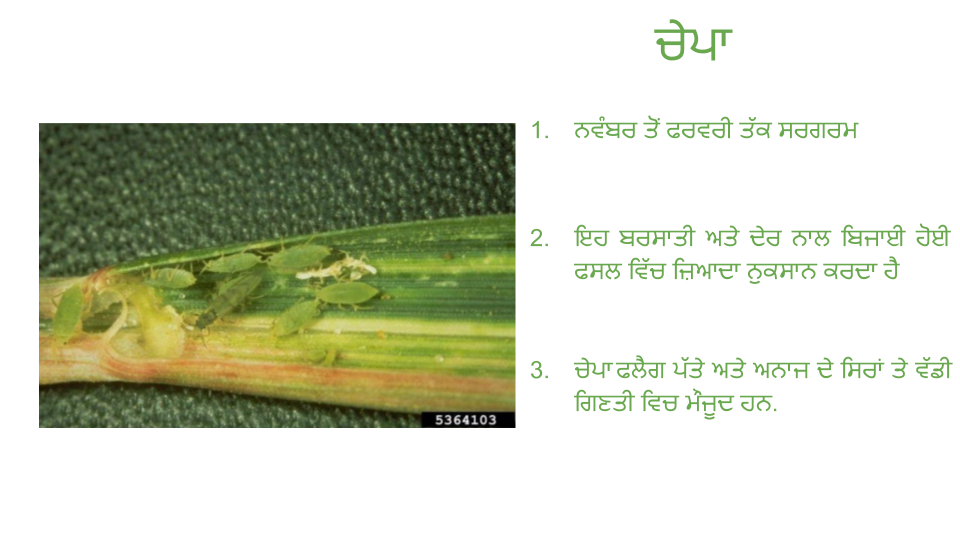 ਚੇਪਾ
1. ਨਵੰਬਰ ਤੋਂ ਫਰਵਰੀ ਤੱਕ ਸਰਗਰਮ
2. ਇਹ ਬਰਸਾਤੀ ਅਤੇ ਦੇਰ ਨਾਲ ਬਿਜਾਈ ਹੋਈ
ਫਸਲ ਵਿੱਚ ਜ਼ਿਆਦਾ ਨੁਕਸਾਨ ਕਰਦਾ ਹੈ
3. ਚੇਪਾ ਫਲੈਗ ਪੱਤੇ ਅਤੇ ਅਨਾਜ ਦੇ ਸਿਰਾਂ ਤੇ ਵੱਡੀ
ਗਿਣਤੀ ਵਿਚ ਮੌਜੂਦ ਹਨ.
5364103